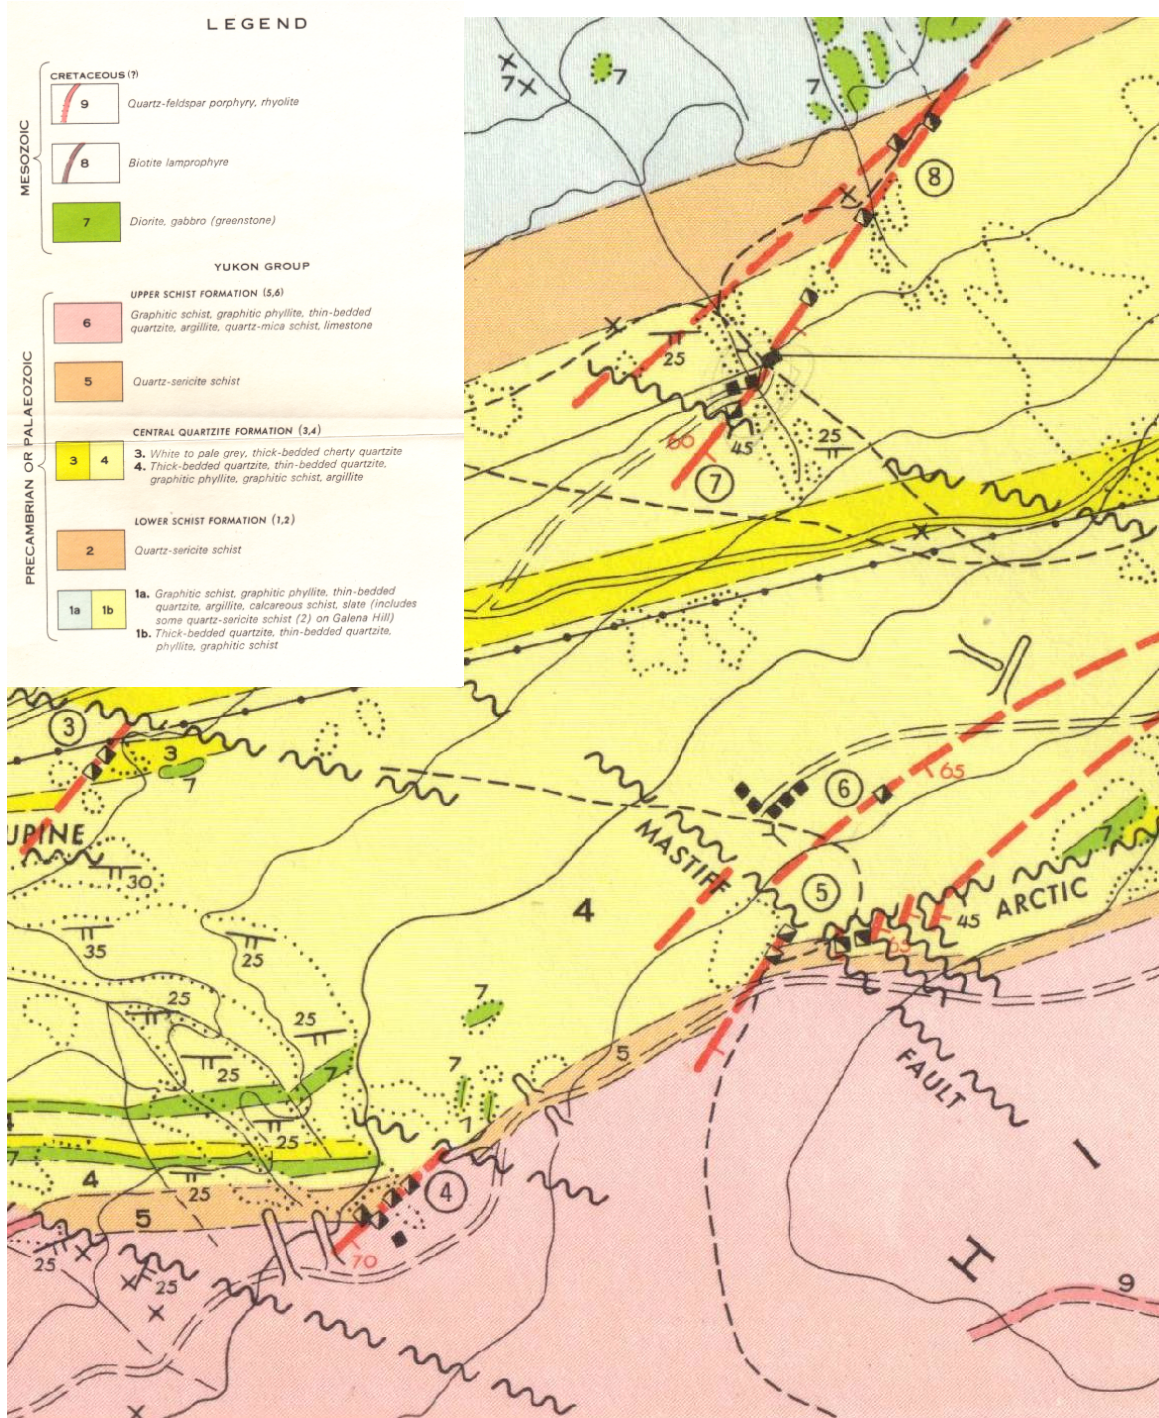 LEGEND
MESOZOIC
CRETACEOUS (?)
9
Quartz-feldspar porphyry, rhyolite
8
Biotite lamprophyre
7
Diorite, gabbro (greenstone)
YUKON GROUP
PRECAMBRIAN OR PALAEOZOIC
UPPER SCHIST FORMATION (5,6)
6
Graphitic schist, graphitic phyllite, thin-bedded
quartzite, argillite, quartz-mica schist, limestone
5
Quartz-sericite schist
CENTRAL QUARTZITE FORMATION (3,4)
3 4
3. White to pale grey, thick-bedded cherty quartzite
4. Thick-bedded quartzite, thin-bedded quartzite,
graphitic phyllite, graphitic schist, argillite
LOWER SCHIST FORMATION (1,2)
2
Quartz-sericite schist
1a 1b
1a. Graphitic schist, graphitic phyllite, thin-bedded
quartzite, argillite, calcareous schist, slate (includes
some quartz-sericite schist (2) on Galena Hill)
1b. Thick-bedded quartzite, thin-bedded quartzite,
phyllite, graphitic schist
7
7
7
8
25
60
45
25
7
3
3
7
65
6
MASTIFF
7
UPINE
30
5
ARCTIC
45
65
4
35
25
25
7
25
25
7
5
FAULT
7
7
25
4
25
4
5
I
70
25
25
H
9